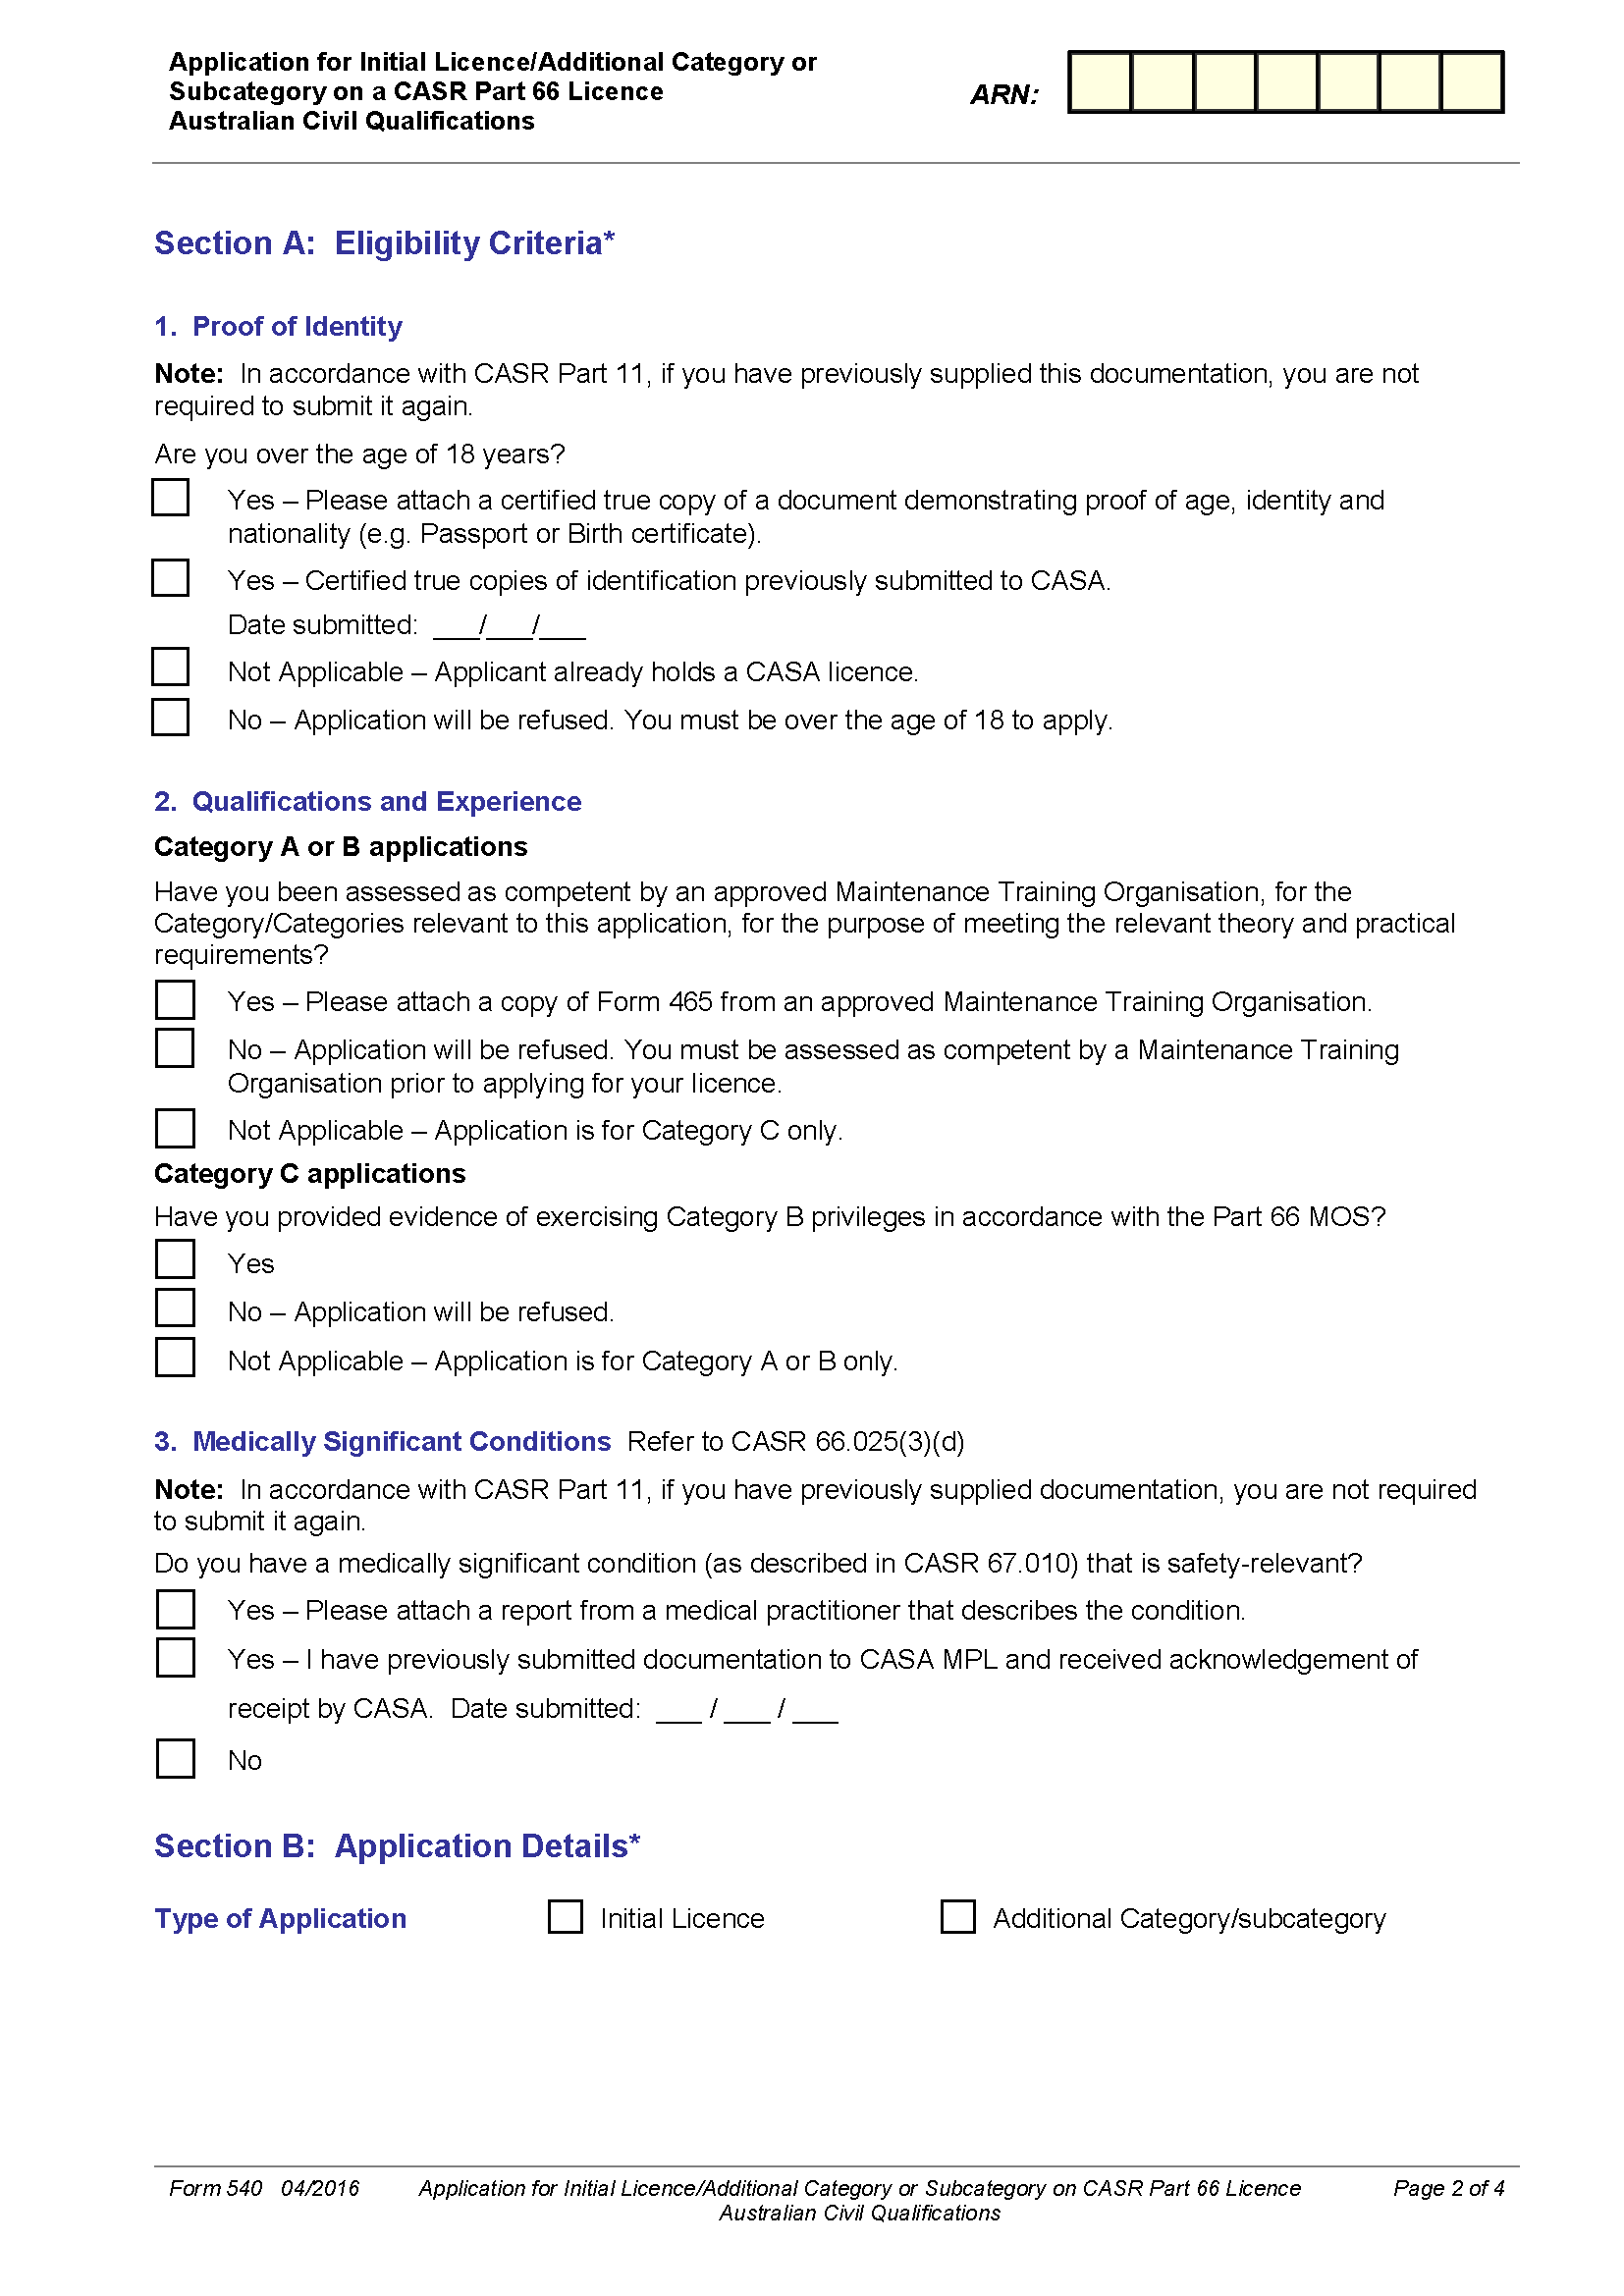 Application for Initial Licence/Additional Category or
Subcategory on a CASR Part 66 Licence
Australian Civil Qualifications
ARN:
Section A:  Eligibility Criteria*
1.  Proof of Identity
Note:  In accordance with CASR Part 11, if you have previously supplied this documentation, you are not
required to submit it again.
Are you over the age of 18 years?
Yes – Please attach a certified true copy of a document demonstrating proof of age, identity and
nationality (e.g. Passport or Birth certificate).
Yes – Certified true copies of identification previously submitted to CASA.
Date submitted:  ___/___/___
Not Applicable – Applicant already holds a CASA licence.
No – Application will be refused. You must be over the age of 18 to apply.
2.  Qualifications and Experience
Category A or B applications
Have you been assessed as competent by an approved Maintenance Training Organisation, for the
Category/Categories relevant to this application, for the purpose of meeting the relevant theory and practical
requirements?
Yes – Please attach a copy of Form 465 from an approved Maintenance Training Organisation.
No – Application will be refused. You must be assessed as competent by a Maintenance Training
Organisation prior to applying for your licence.
Not Applicable – Application is for Category C only.
Category C applications
Have you provided evidence of exercising Category B privileges in accordance with the Part 66 MOS?
Yes
No – Application will be refused.
Not Applicable – Application is for Category A or B only.
3.  Medically Significant Conditions  Refer to CASR 66.025(3)(d)
Note:  In accordance with CASR Part 11, if you have previously supplied documentation, you are not required
to submit it again.
Do you have a medically significant condition (as described in CASR 67.010) that is safety-relevant?
Yes – Please attach a report from a medical practitioner that describes the condition.
Yes – I have previously submitted documentation to CASA MPL and received acknowledgement of
receipt by CASA.  Date submitted:  ___ / ___ / ___
No
Section B:  Application Details*
Type of Application  Initial Licence  Additional Category/subcategory
Form 540  04/2016  Application for Initial Licence/Additional Category or Subcategory on CASR Part 66 Licence  Page 2 of 4
Australian Civil Qualifications